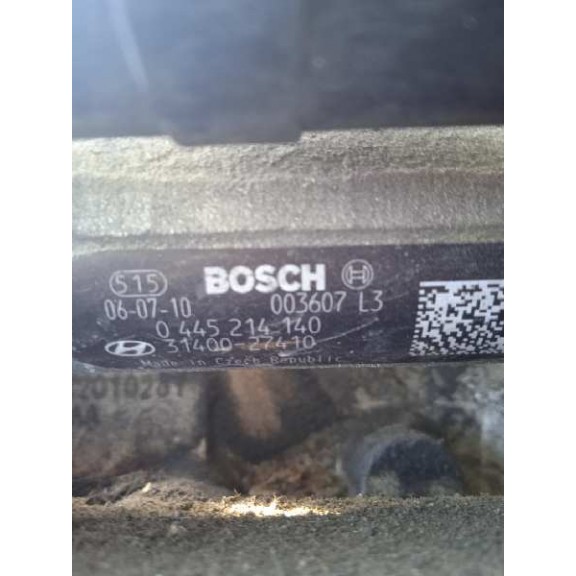 515 BOSCH
06-07-10 003607 L3
0 445 214 140
31400-27410
Made in Czech Republic